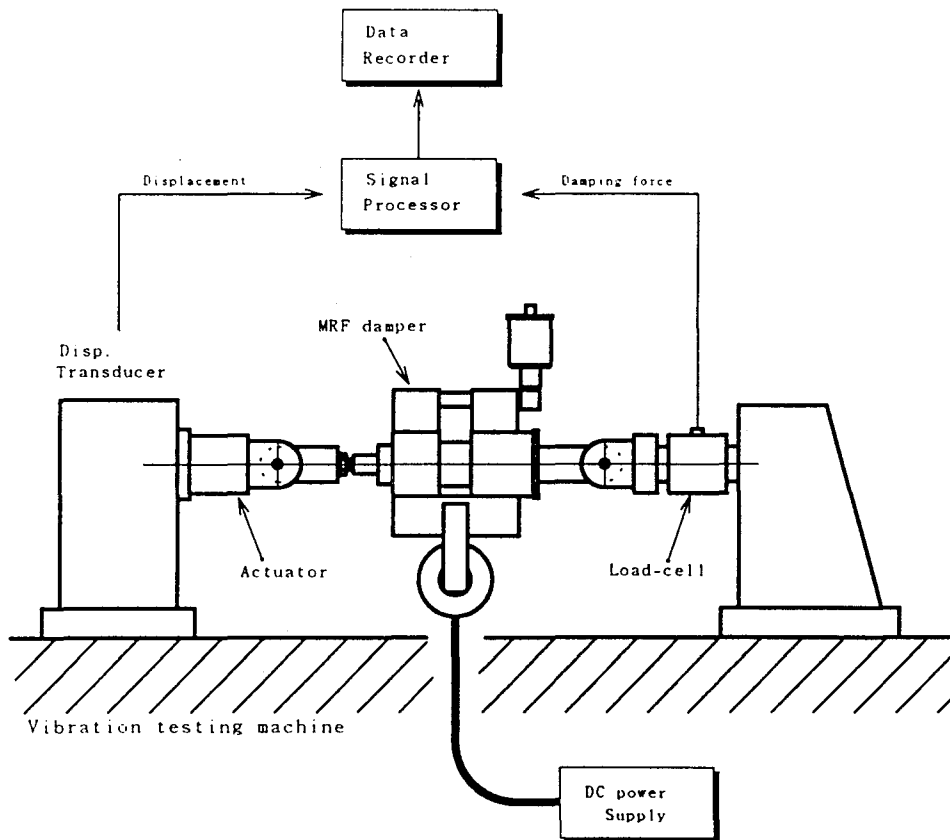 Data
Recorder
Displacement
Signal
Processor
Damping force
MRF damper
Disp.
Transducer
Actuator
Load-cell
Vibration testing machine
DC power
Supply